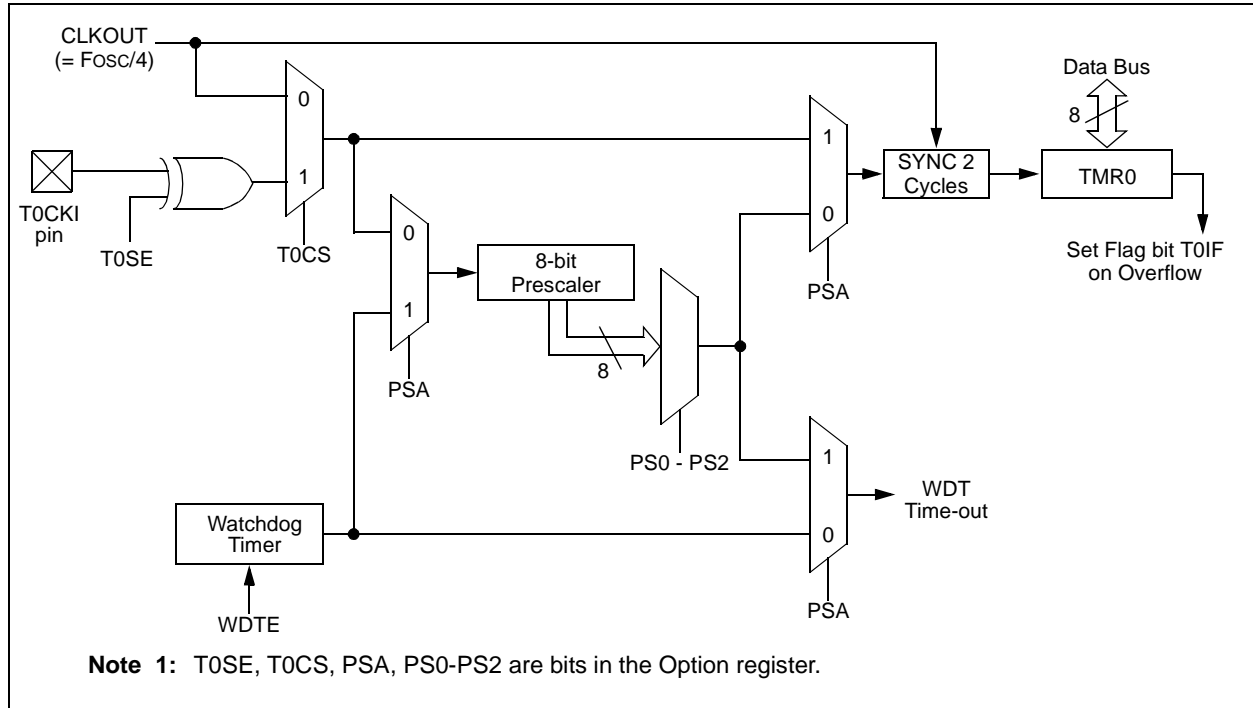 CLKOUT
(= FOSC/4)
0
1
T0CKI
pin
T0SE
T0CS
0
1
PSA
8-bit
Prescaler
8
PS0 - PS2
1
0
PSA
SYNC 2
Cycles
Data Bus
8
TMR0
Set Flag bit T0IF
on Overflow
1
0
PSA
WDT
Time-out
Watchdog
Timer
WDTE
Note 1: T0SE, T0CS, PSA, PS0-PS2 are bits in the Option register.